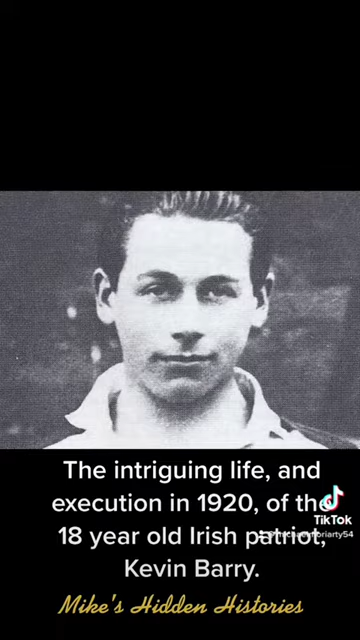 The intriguing life, and
execution in 1920, of the
18 year old Irish patriot,
Kevin Barry.
TikTok
Mike's Hidden Histories